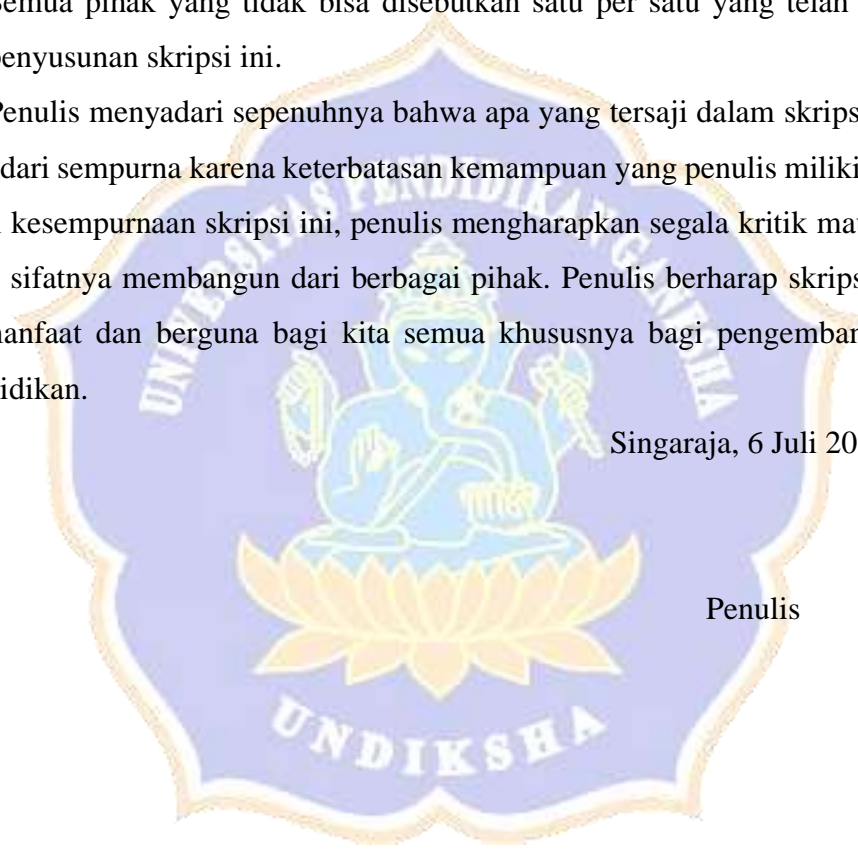 Semua pihak yang tidak bisa disebutkan satu per satu yang telah
penyusunan skripsi ini.
Penulis menyadari sepenuhnya bahwa apa yang tersaji dalam skrips
dari sempurna karena keterbatasan kemampuan yang penulis miliki
kesempurnaan skripsi ini, penulis mengharapkan segala kritik mau
sifatnya membangun dari berbagai pihak. Penulis berharap skrips
manfaat dan berguna bagi kita semua khususnya bagi pengemban
idikan.
Singaraja, 6 Juli 20
Penulis
UNIVERSITAS PENDIDIKAN GANESHA
UNDIKSHA